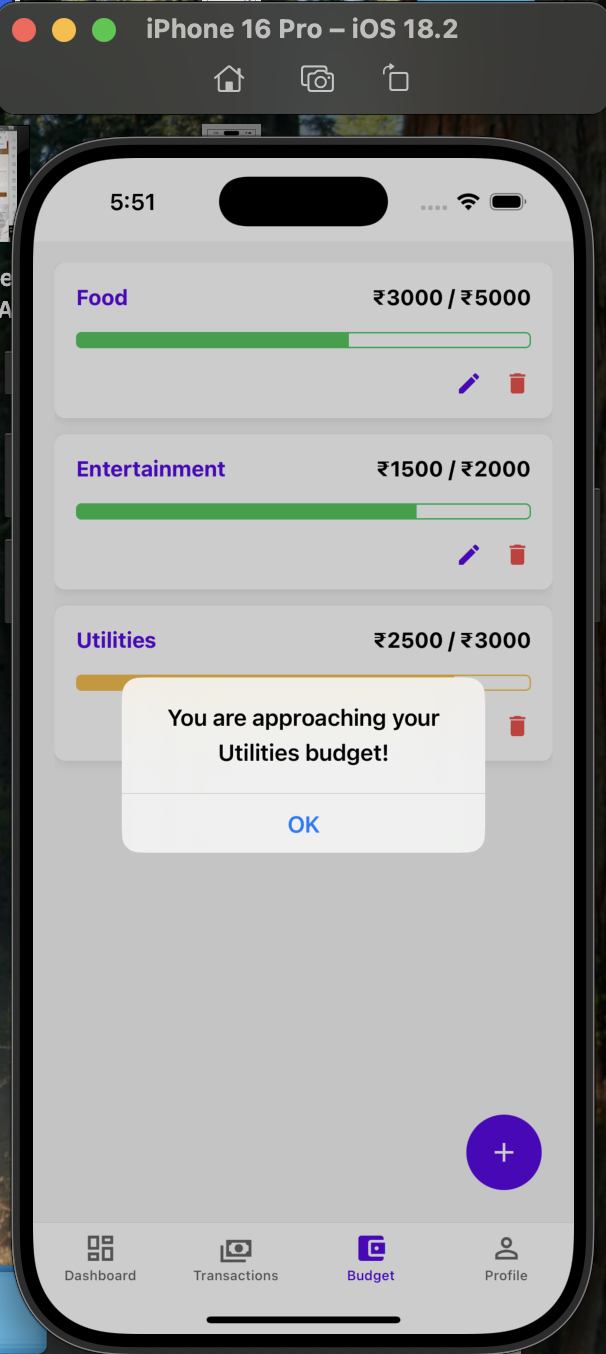 iPhone 16 Pro – iOS 18.2
5:51
Food ₹3000 / ₹5000
Entertainment ₹1500 / ₹2000
Utilities ₹2500 / ₹3000
You are approaching your
Utilities budget!
OK
+
Dashboard Transactions Budget Profile